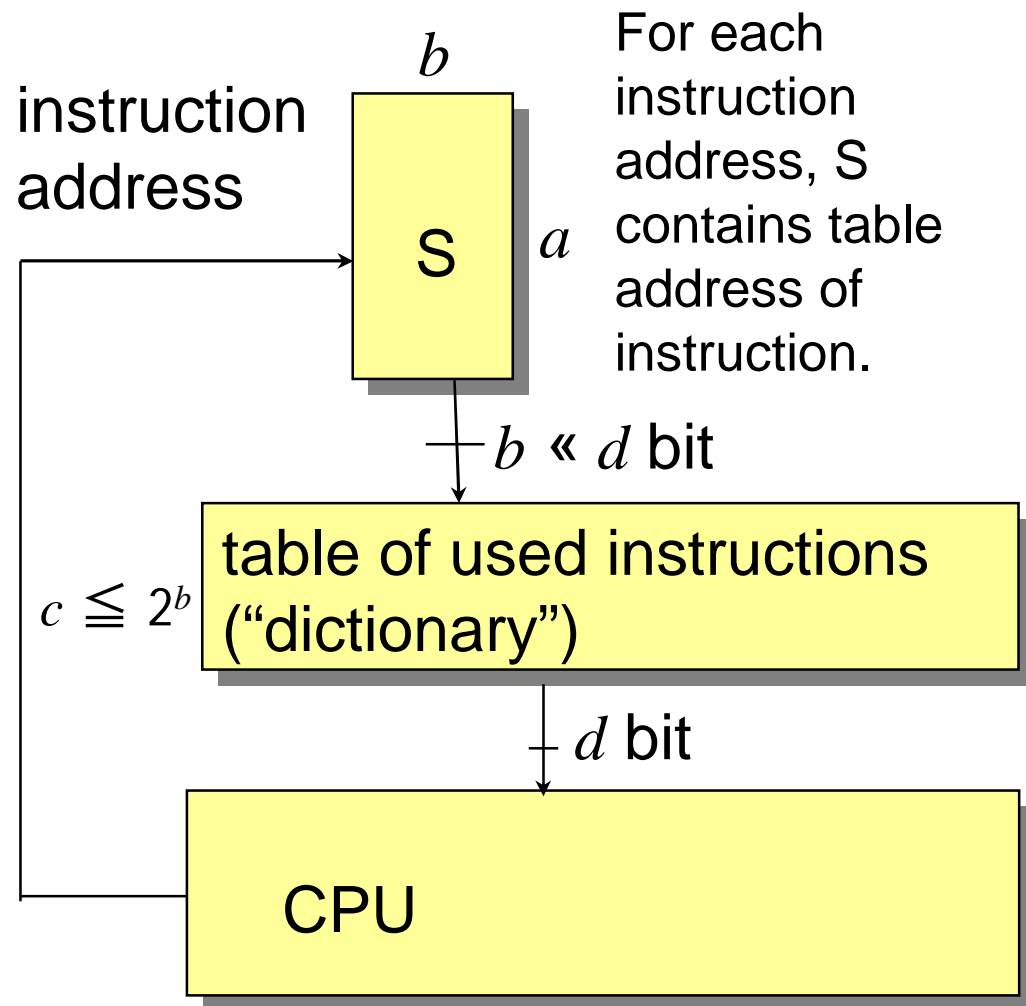 b
instruction
address
S
a
For each
instruction
address, S
contains table
address of
instruction.
b « d bit
table of used instructions
(“dictionary”)
c ≦ 2ᵇ
d bit
CPU